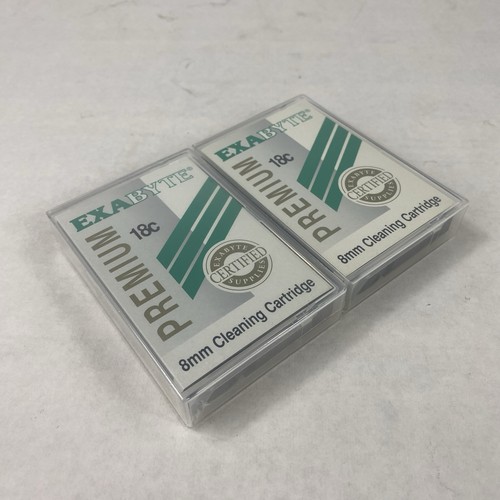 EXABYTE®
PREMIUM
18c
EXABYTE
CERTIFIED
SUPPLIES
8mm Cleaning Cartridge
EXABYTE®
PREMIUM
18c
EXABYTE
CERTIFIED
SUPPLIES
8mm Cleaning Cartridge